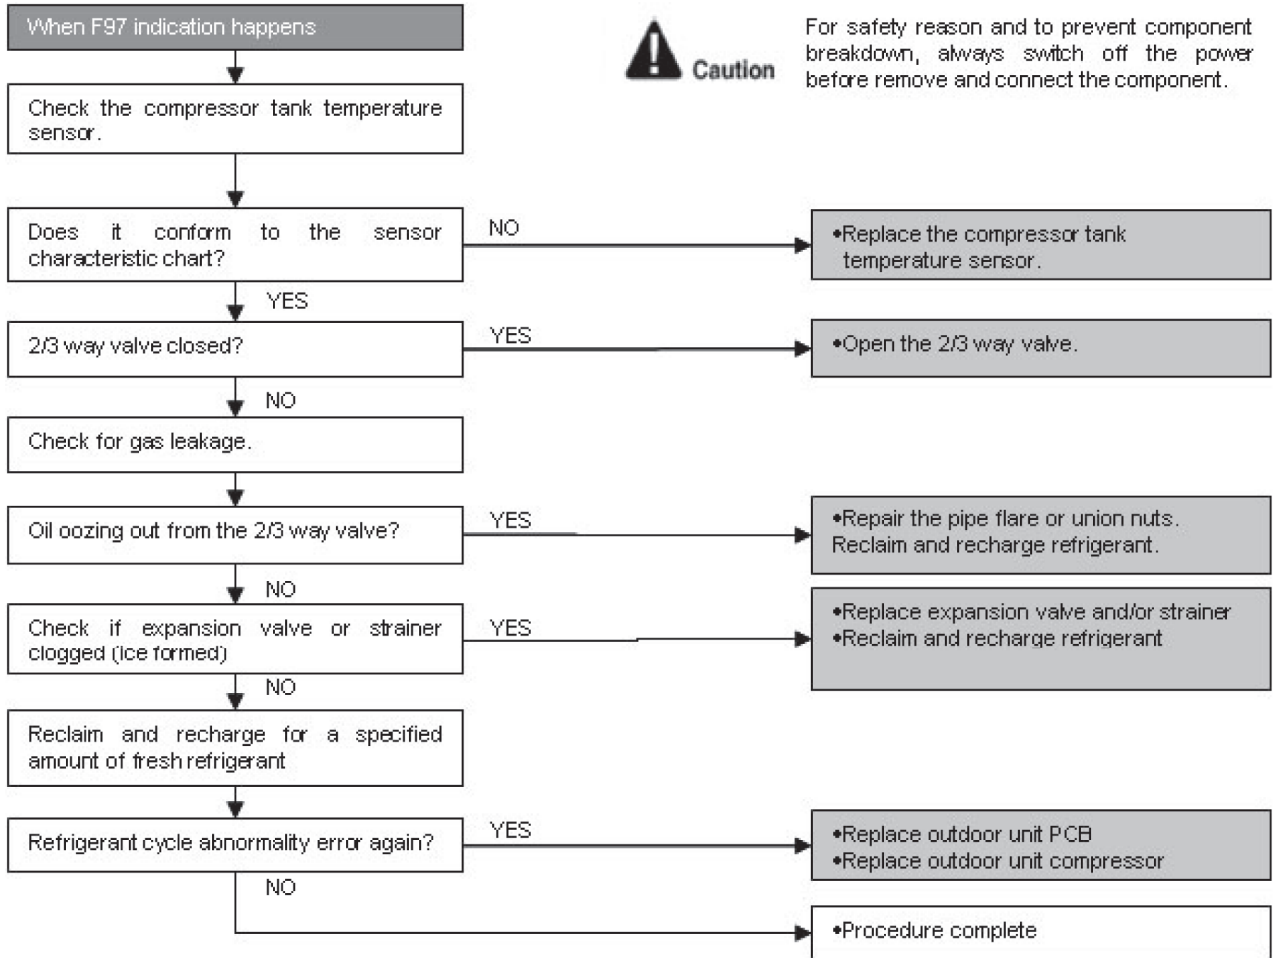 When F97 indication happens
Caution
For safety reason and to prevent component
breakdown, always switch off the power
before remove and connect the component.
Check the compressor tank temperature
sensor.
Does it conform to the sensor
characteristic chart?
NO
•Replace the compressor tank
temperature sensor.
YES
2/3 way valve closed?
YES
•Open the 2/3 way valve.
NO
Check for gas leakage.
Oil oozing out from the 2/3 way valve?
YES
•Repair the pipe flare or union nuts.
Reclaim and recharge refrigerant.
NO
Check if expansion valve or strainer
clogged (Ice formed)
YES
•Replace expansion valve and/or strainer
•Reclaim and recharge refrigerant
NO
Reclaim and recharge for a specified
amount of fresh refrigerant
Refrigerant cycle abnormality error again?
YES
•Replace outdoor unit PCB
•Replace outdoor unit compressor
NO
•Procedure complete